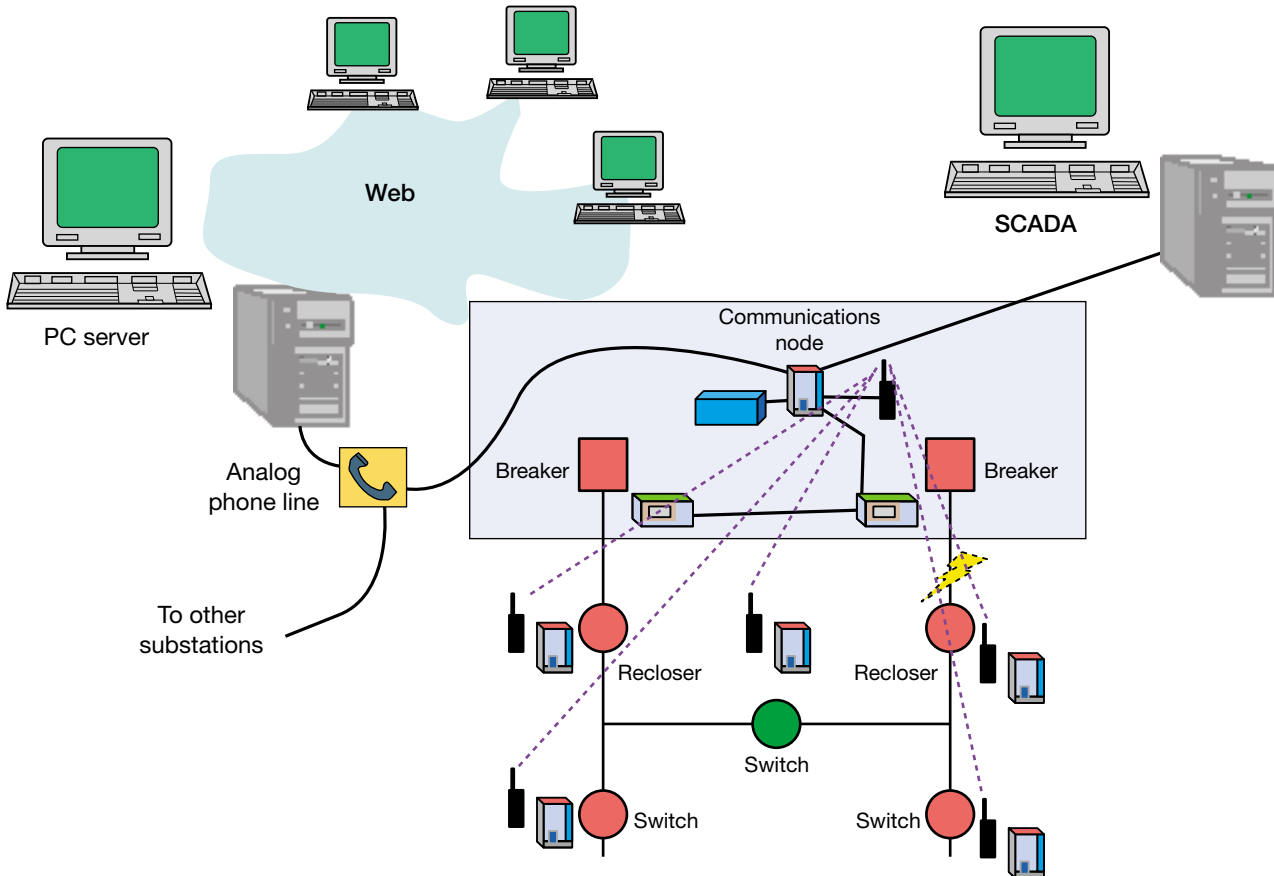 Web
SCADA
PC server
Communications
node
Analog
phone line
Breaker
Breaker
To other
substations
Recloser
Recloser
Switch
Switch
Switch